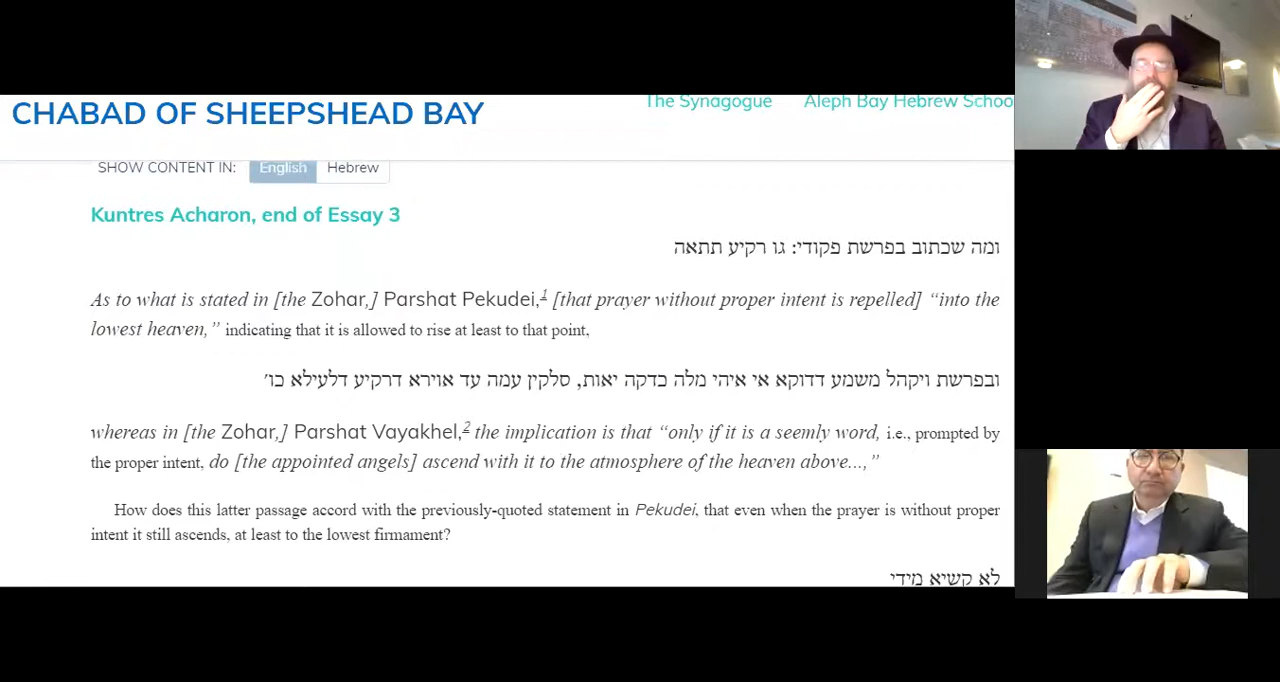 CHABAD OF SHEEPSHEAD BAY
The Synagogue Aleph Bay Hebrew Schoo
SHOW CONTENT IN: English Hebrew
Kuntres Acharon, end of Essay 3
ומה שכתוב בפרשת פקודי: גו רקיע תתאה
As to what is stated in [the Zohar,] Parshat Pekudei,1 [that prayer without proper intent is repelled] “into the
lowest heaven,” indicating that it is allowed to rise at least to that point,
ובפרשת ויקהל משמע דדוקא אי איהי מלה כדקה יאות, סלקין עמה עד אוירא דרקיע דלעילא כו׳
whereas in [the Zohar,] Parshat Vayakhel,2 the implication is that “only if it is a seemly word, i.e., prompted by
the proper intent, do [the appointed angels] ascend with it to the atmosphere of the heaven above...,”
How does this latter passage accord with the previously-quoted statement in Pekudei, that even when the prayer is without proper
intent it still ascends, at least to the lowest firmament?
לא קשיא מידי